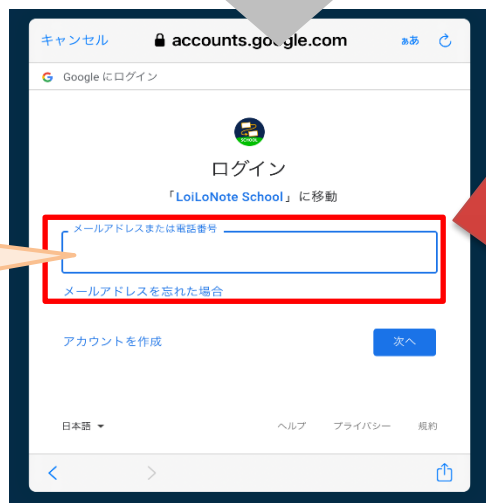 キャンセル accounts.google.com ぁあ
G Google にログイン
SCHOOL
ログイン
「LoiLoNote School」に移動
メールアドレスまたは電話番号
メールアドレスを忘れた場合
アカウントを作成 次へ
日本語 ヘルプ プライバシー 規約